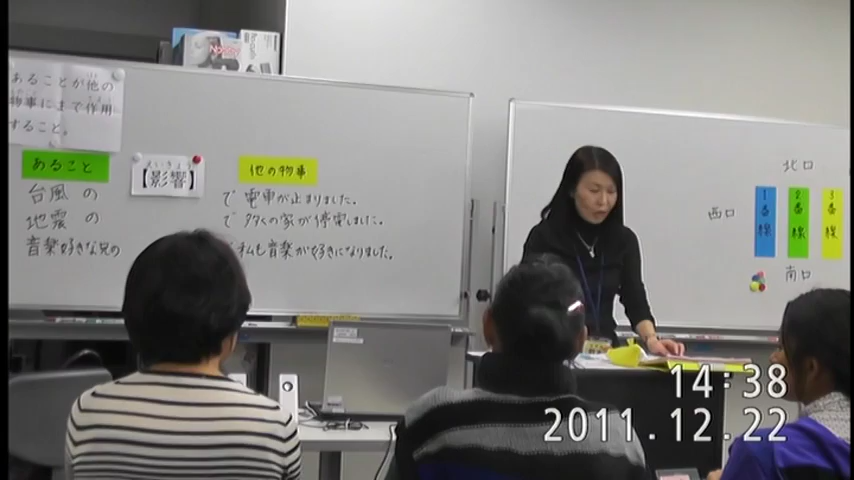 あることが他の
物事にまで作用
すること。
あること
えいきょう
【影響】
他の物事
台風の
で 電車が止まりました。
地震の
で 多くの家が停電しました。
音楽好きな兄の
私も音楽が好きになりました。
北口
西口
1番線
2番線
3番線
南口
14:38
2011.12.22